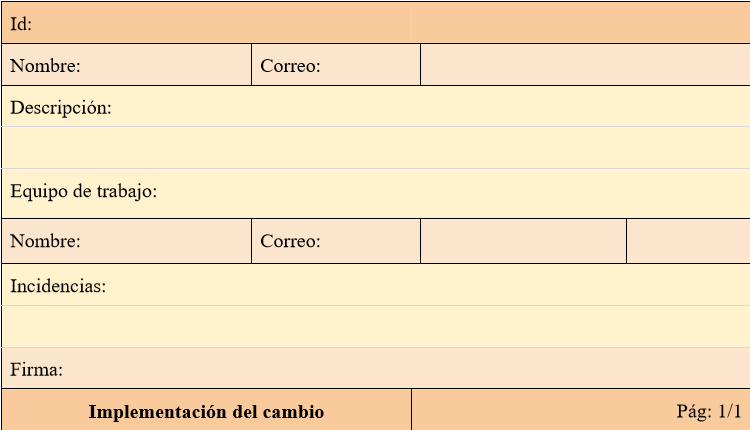 Id:
Nombre: Correo:
Descripción:
Equipo de trabajo:
Nombre: Correo:
Incidencias:
Firma:
Implementación del cambio Pág: 1/1